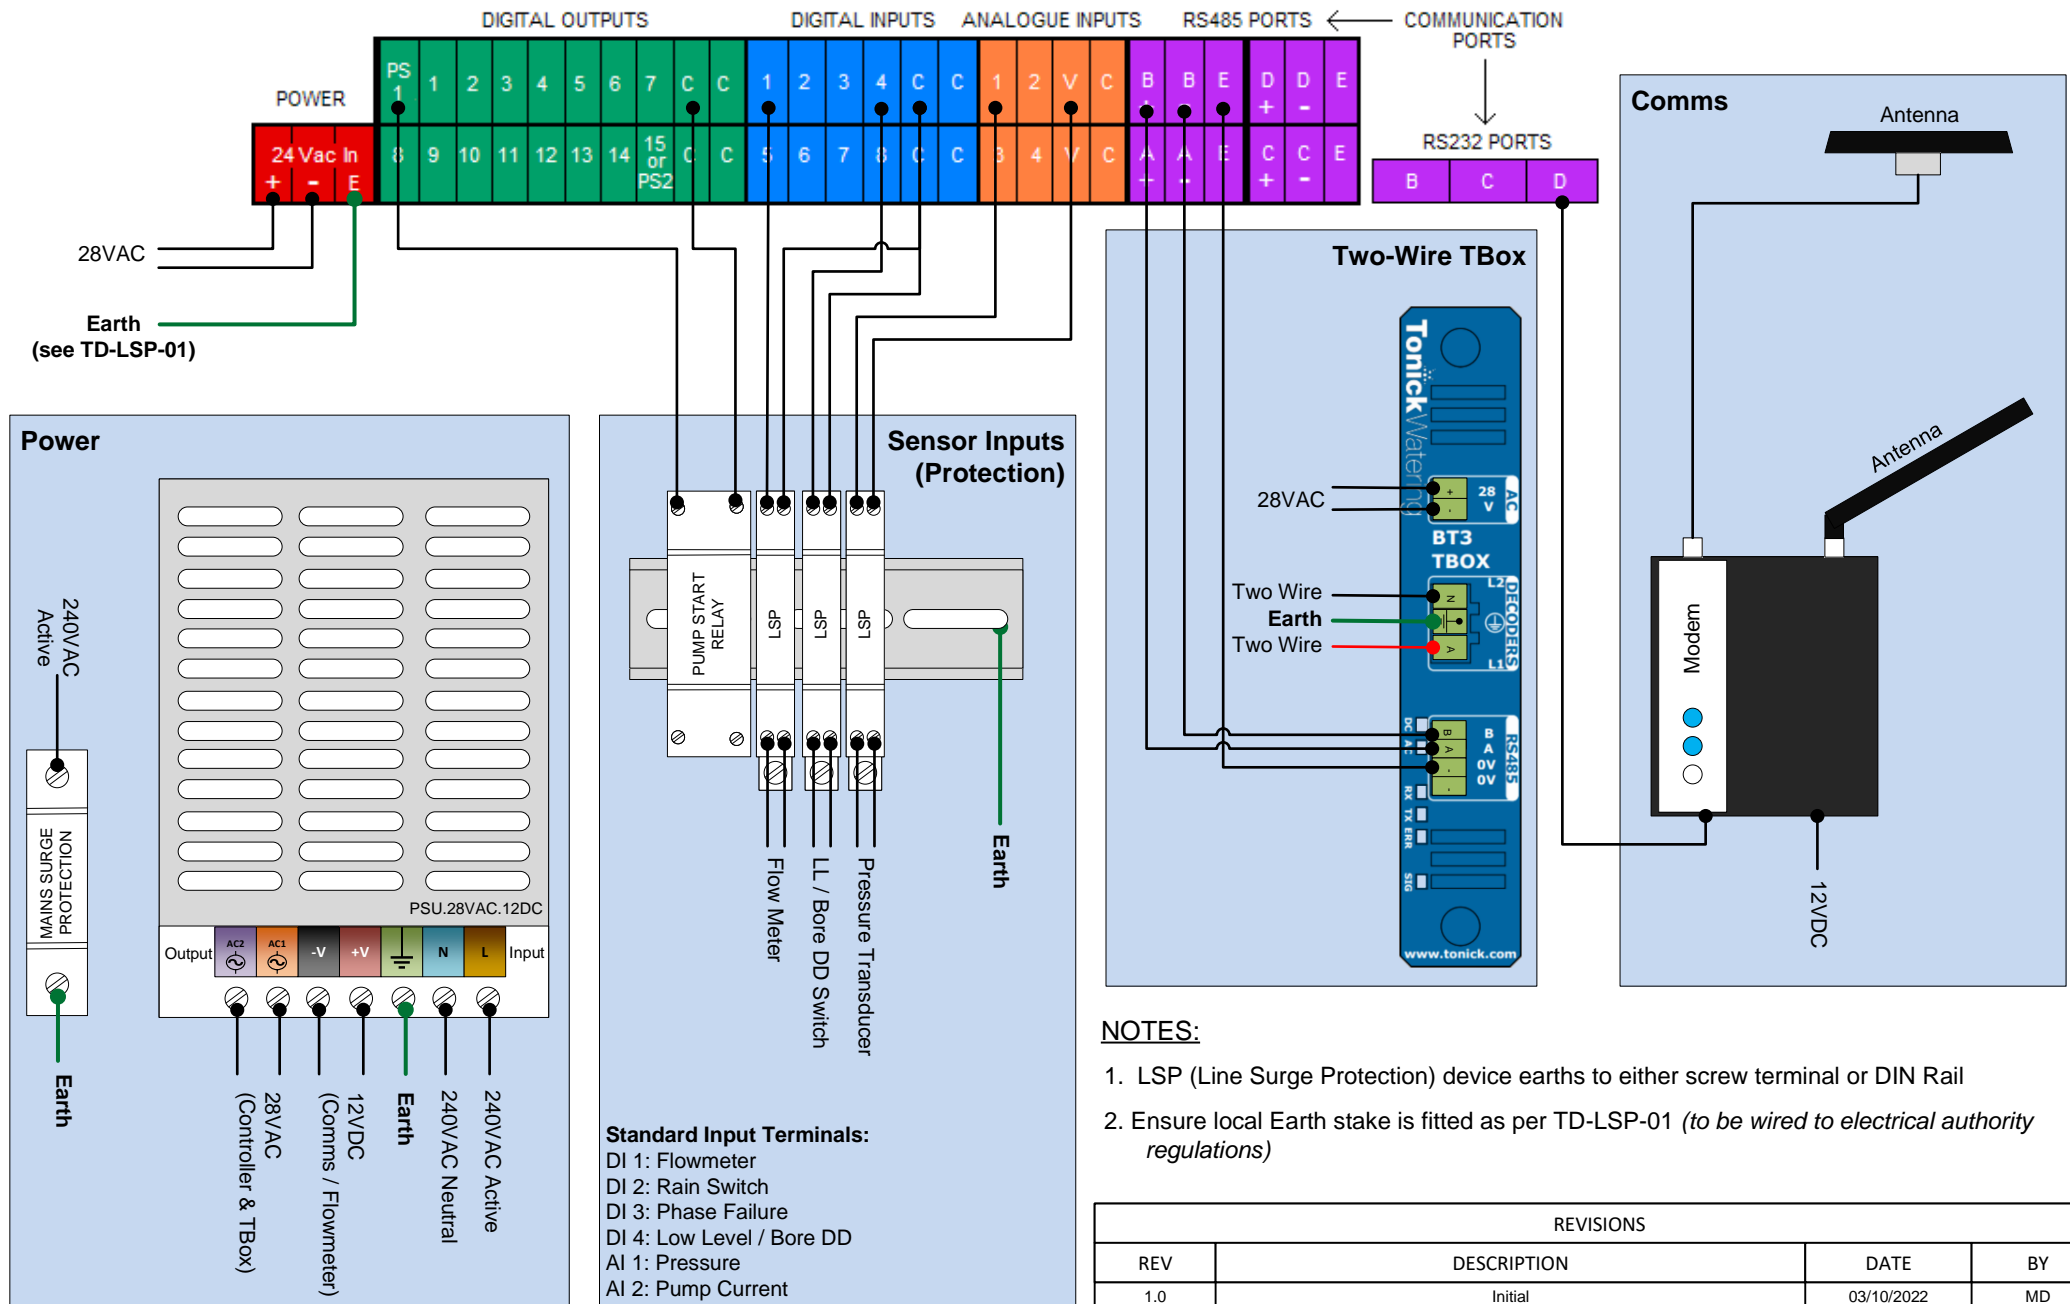 DIGITAL OUTPUTS
DIGITAL INPUTS
ANALOGUE INPUTS
RS485 PORTS
COMMUNICATION
PORTS
POWER
PS
1
1
2
3
4
5
6
7
C
C
1
2
3
4
C
C
1
2
V
C
B
+
B
-
E
D
+
D
-
E
24 Vac In
+
-
E
8
9
10
11
12
13
14
15
or
PS2
C
C
5
6
7
8
C
C
3
4
V
C
A
+
A
-
E
C
+
C
-
E
RS232 PORTS
B
C
D
28VAC
Earth
(see TD-LSP-01)
Power
240VAC
Active
MAINS SURGE
PROTECTION
Earth
PSU.28VAC.12DC
Output
AC2
AC1
-V
+V
N
L
Input
28VAC
(Controller & TBox)
12VDC
(Comms / Flowmeter)
Earth
240VAC Neutral
240VAC Active
Sensor Inputs
(Protection)
PUMP START
RELAY
LSP
LSP
LSP
Flow Meter
LL / Bore DD Switch
Pressure Transducer
Earth
Standard Input Terminals:
DI 1: Flowmeter
DI 2: Rain Switch
DI 3: Phase Failure
DI 4: Low Level / Bore DD
AI 1: Pressure
AI 2: Pump Current
Two-Wire TBox
Tonick Watering
28VAC
+
-
28
V
AC
BT3
TBOX
Two Wire
Earth
Two Wire
N
A
L2
L1
DECODERS
DC
AC
B
A
-
-
B
A
0V
0V
RS485
RX
TX
ERR
SIG
www.tonick.com
Comms
Antenna
Antenna
Modem
12VDC
NOTES:
1. LSP (Line Surge Protection) device earths to either screw terminal or DIN Rail
2. Ensure local Earth stake is fitted as per TD-LSP-01 (to be wired to electrical authority
regulations)
REVISIONS
REV DESCRIPTION DATE BY
1.0 Initial 03/10/2022 MD